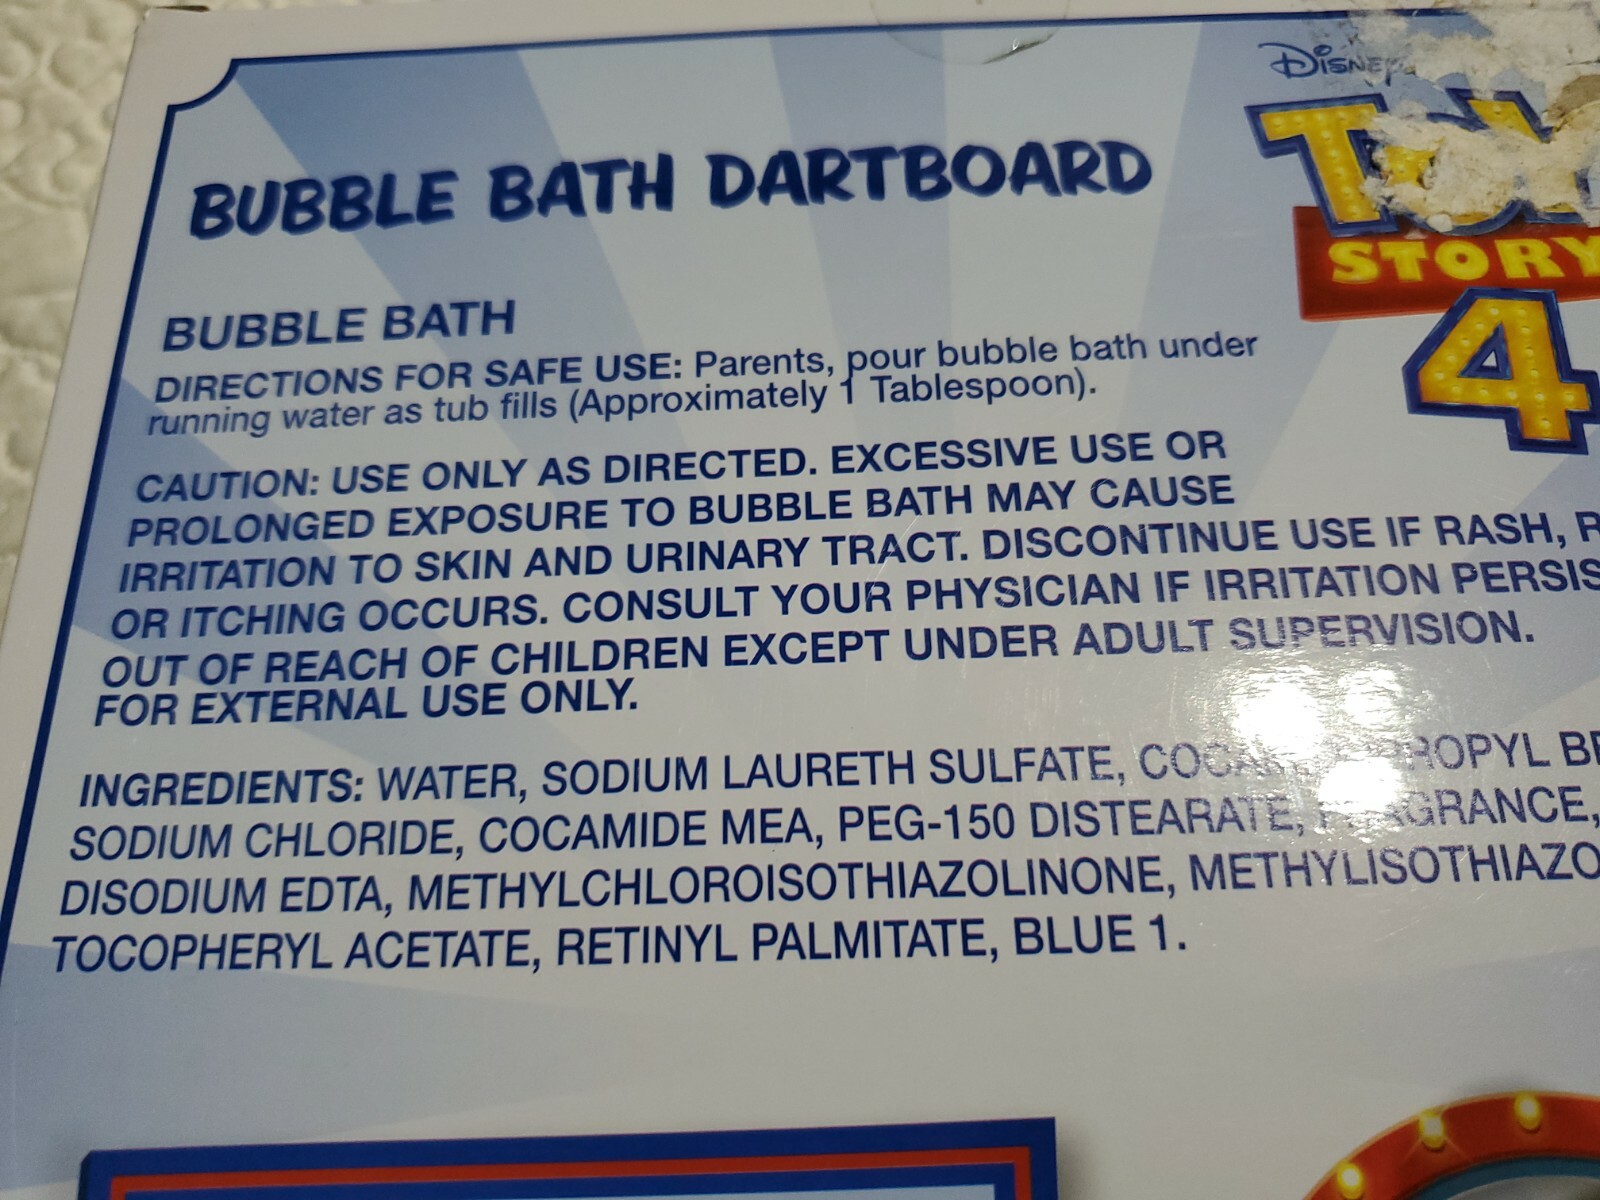 DISNEY
TOY
STORY
4
BUBBLE BATH DARTBOARD
BUBBLE BATH
DIRECTIONS FOR SAFE USE: Parents, pour bubble bath under
running water as tub fills (Approximately 1 Tablespoon).
CAUTION: USE ONLY AS DIRECTED. EXCESSIVE USE OR
PROLONGED EXPOSURE TO BUBBLE BATH MAY CAUSE
IRRITATION TO SKIN AND URINARY TRACT. DISCONTINUE USE IF RASH,
OR ITCHING OCCURS. CONSULT YOUR PHYSICIAN IF IRRITATION
OUT OF REACH OF CHILDREN EXCEPT UNDER ADULT SUPERVISION.
FOR EXTERNAL USE ONLY.
INGREDIENTS: WATER, SODIUM LAURETH SULFATE,
SODIUM CHLORIDE, COCAMIDE MEA, PEG-150 DISTEARATE, FRAGRANCE,
DISODIUM EDTA, METHYLCHLOROISOTHIAZOLINONE,
TOCOPHERYL ACETATE, RETINYL PALMITATE, BLUE 1.